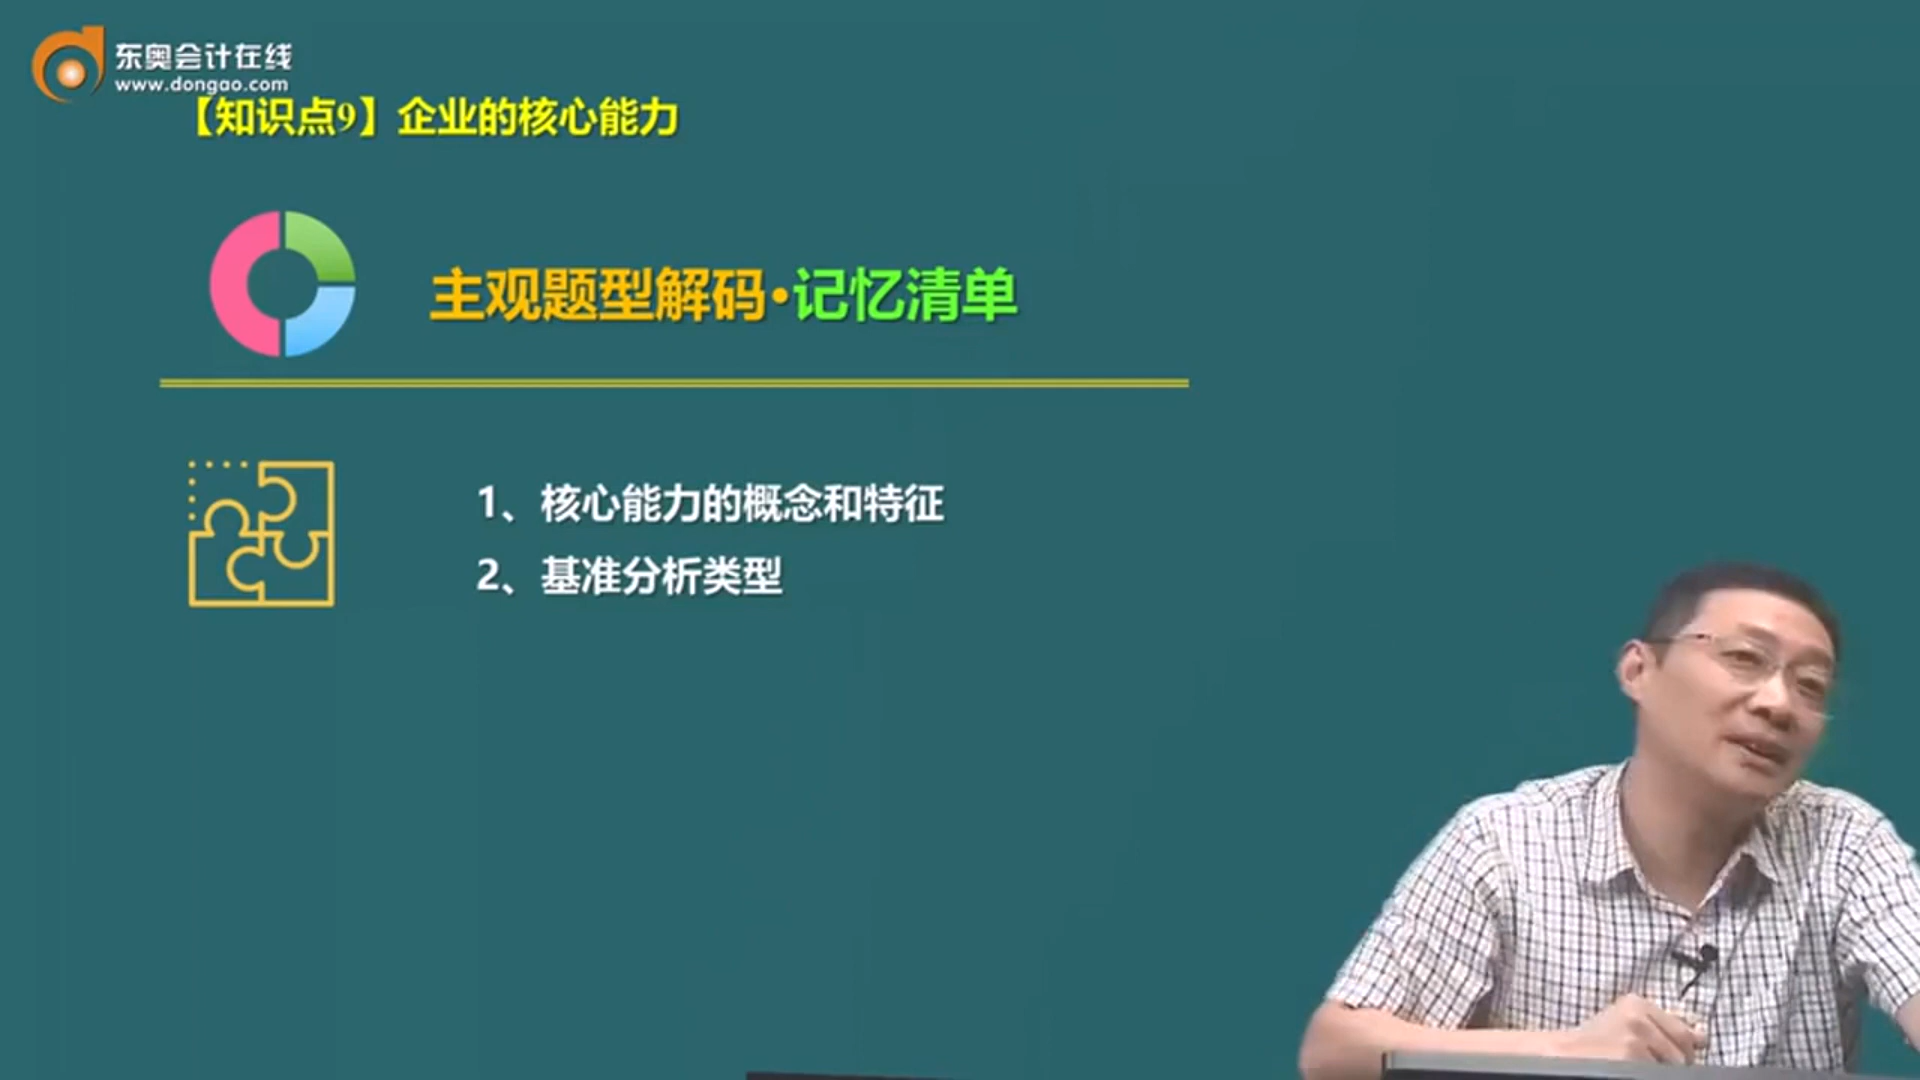 东奥会计在线
www.dongao.com
【知识点9】企业的核心能力
主观题型解码·记忆清单
1、核心能力的概念和特征
2、基准分析类型